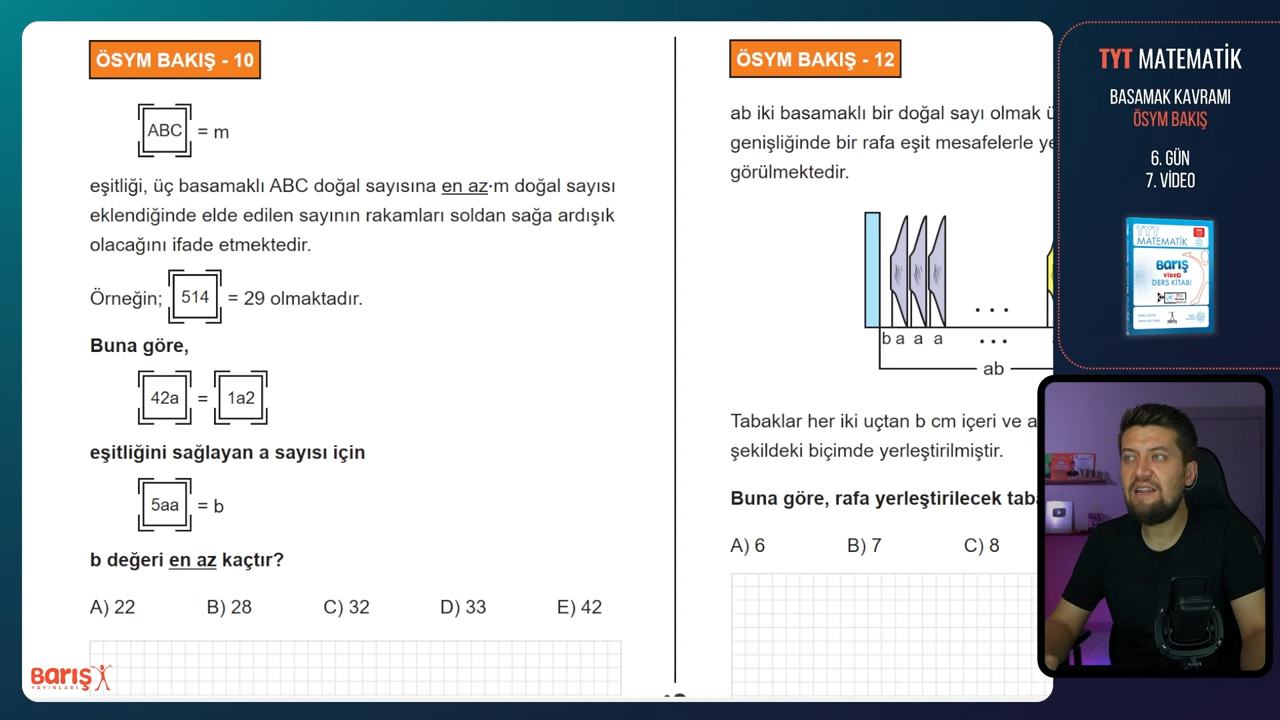 ÖSYM BAKIŞ - 10
ABC = m
eşitliği, üç basamaklı ABC doğal sayısına en az·m doğal sayısı
eklendiğinde elde edilen sayının rakamları soldan sağa ardışık
olacağını ifade etmektedir.
Örneğin; 514 = 29 olmaktadır.
Buna göre,
42a = 1a2
eşitliğini sağlayan a sayısı için
5aa = b
b değeri en az kaçtır?
A) 22 B) 28 C) 32 D) 33 E) 42
BARIŞ
YAYINLARI
ÖSYM BAKIŞ - 12
ab iki basamaklı bir doğal sayı olmak ü
genişliğinde bir rafa eşit mesafelerle ye
görülmektedir.
b a a a ...
ab
Tabaklar her iki uçtan b cm içeri ve a
şekildeki biçimde yerleştirilmiştir.
Buna göre, rafa yerleştirilecek taba
A) 6 B) 7 C) 8
TYT MATEMATİK
BASAMAK KAVRAMI
ÖSYM BAKIŞ
6. GÜN
7. VİDEO
TYT
MATEMATİK
BARIŞ
VİDEO
DERS KİTABI